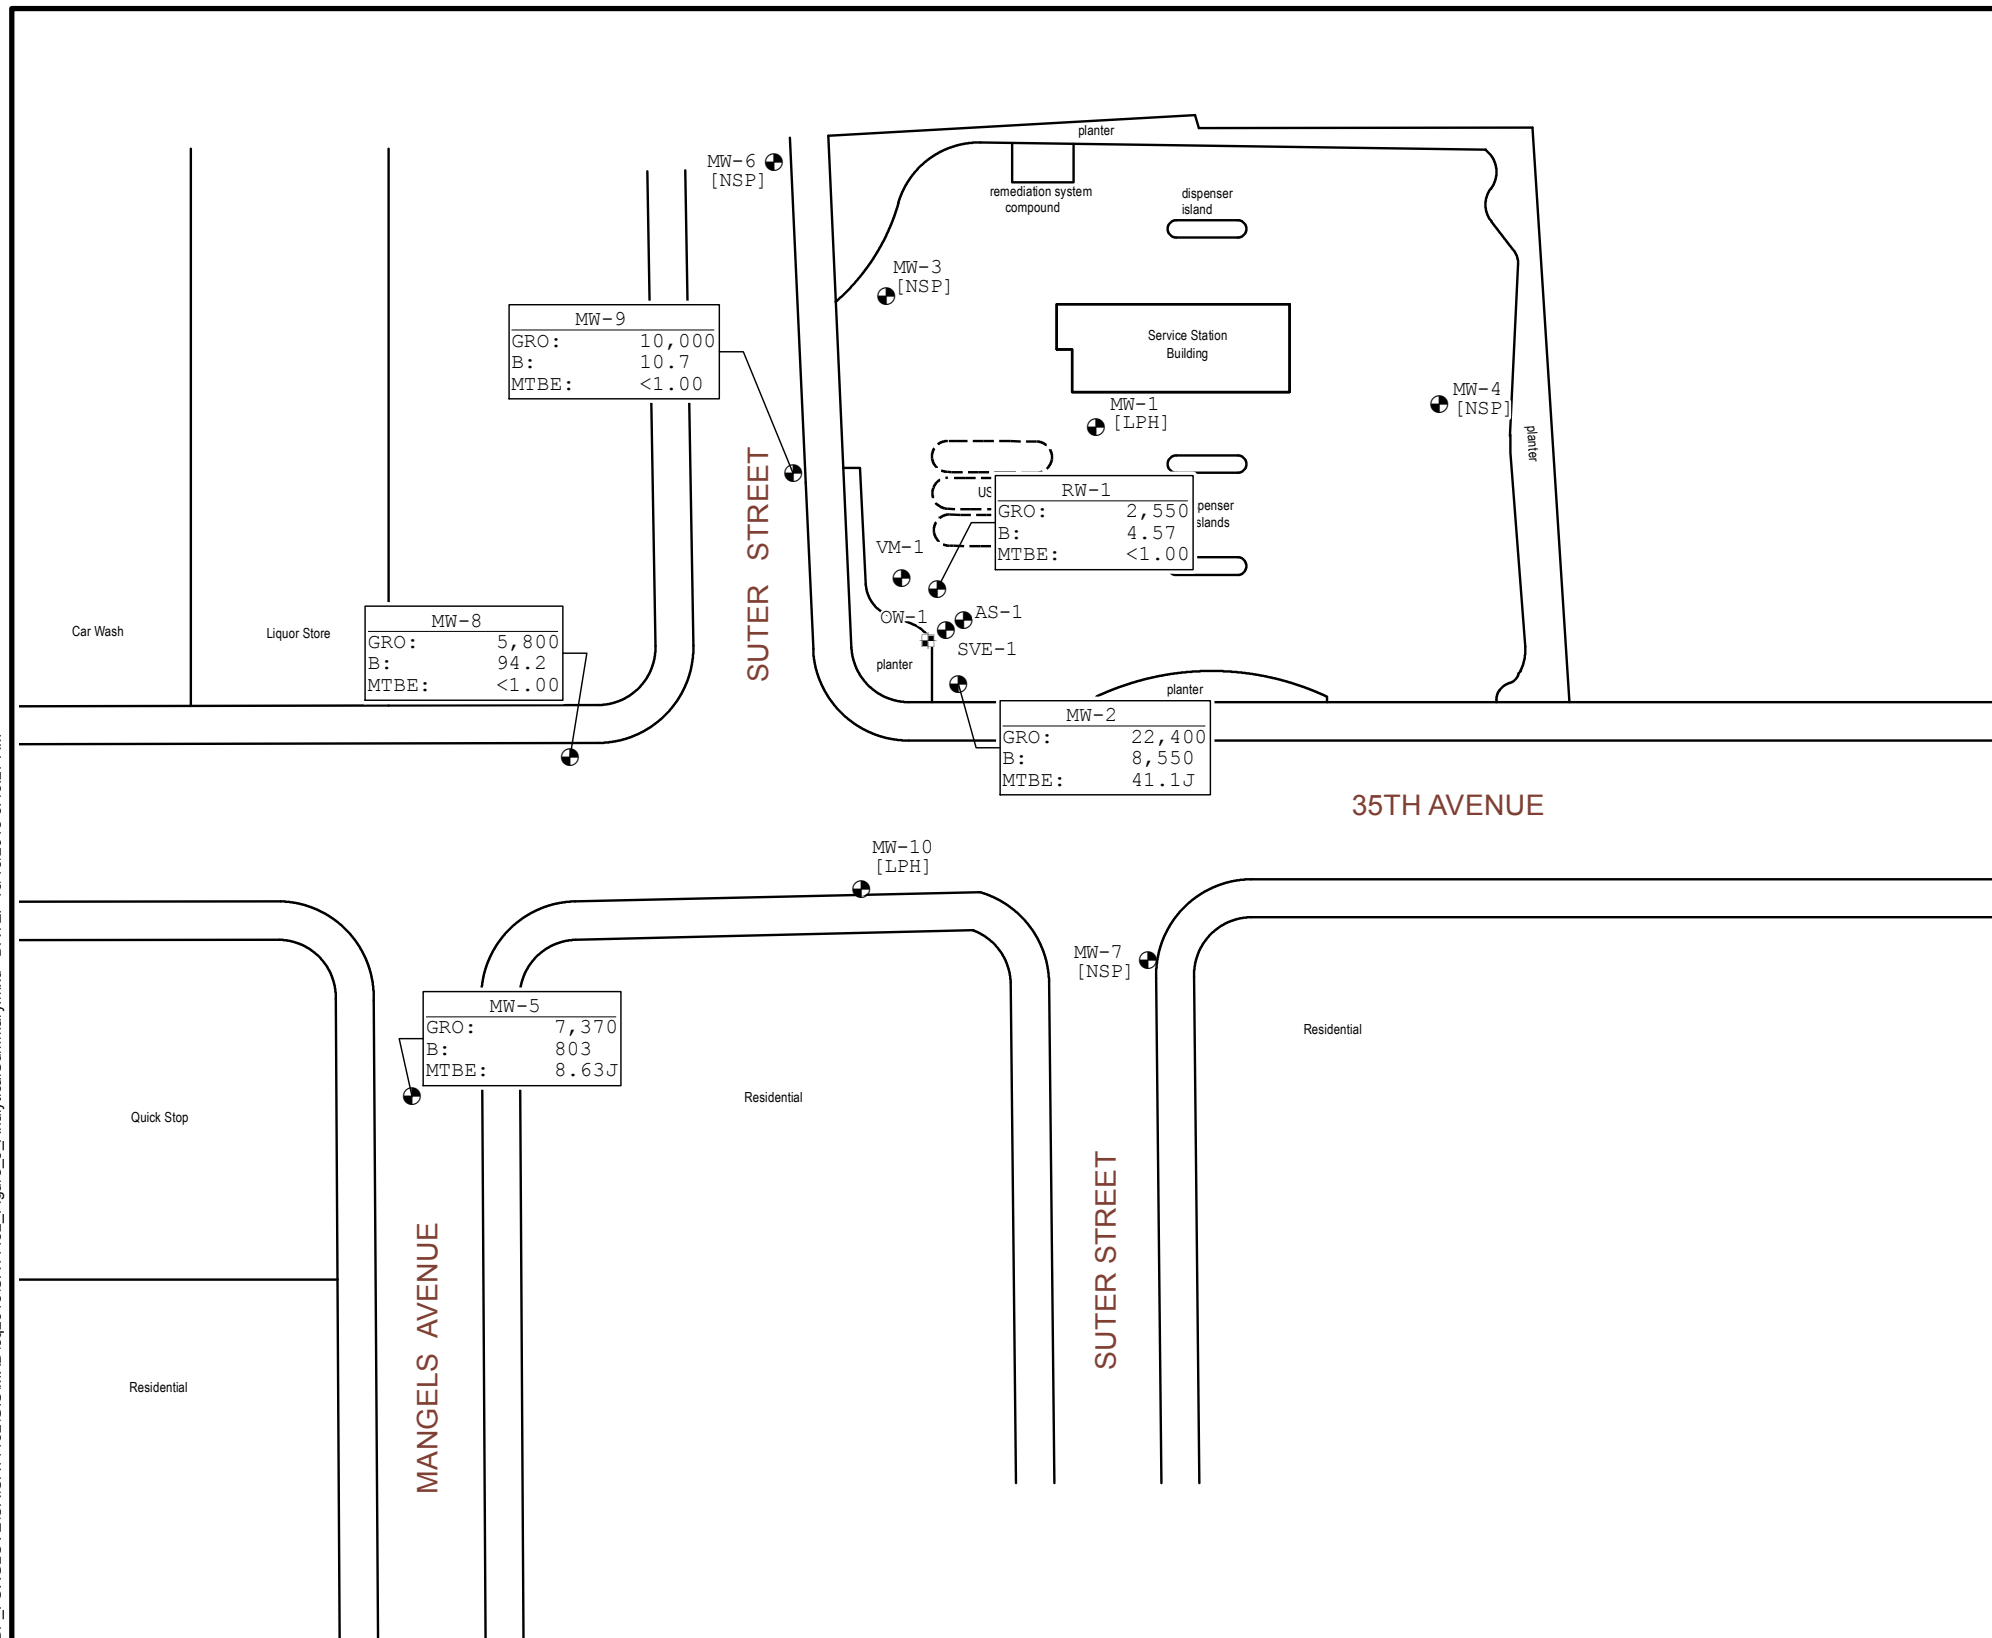 planter
MW-6
[NSP]
remediation system
compound
dispenser
island
MW-3
[NSP]
MW-9
GRO: 10,000
B: 10.7
MTBE: <1.00
Service Station
Building
MW-4
[NSP]
MW-1
[LPH]
planter
SUTER STREET
US
RW-1
GRO: 2,550
B: 4.57
MTBE: <1.00
penser
slands
VM-1
OW-1
AS-1
SVE-1
planter
planter
Car Wash
Liquor Store
MW-8
GRO: 5,800
B: 94.2
MTBE: <1.00
MW-2
GRO: 22,400
B: 8,550
MTBE: 41.1J
35TH AVENUE
MW-10
[LPH]
MW-7
[NSP]
MW-5
GRO: 7,370
B: 803
MTBE: 8.63J
Residential
Residential
Quick Stop
Residential
MANGELS AVENUE
SUTER STREET